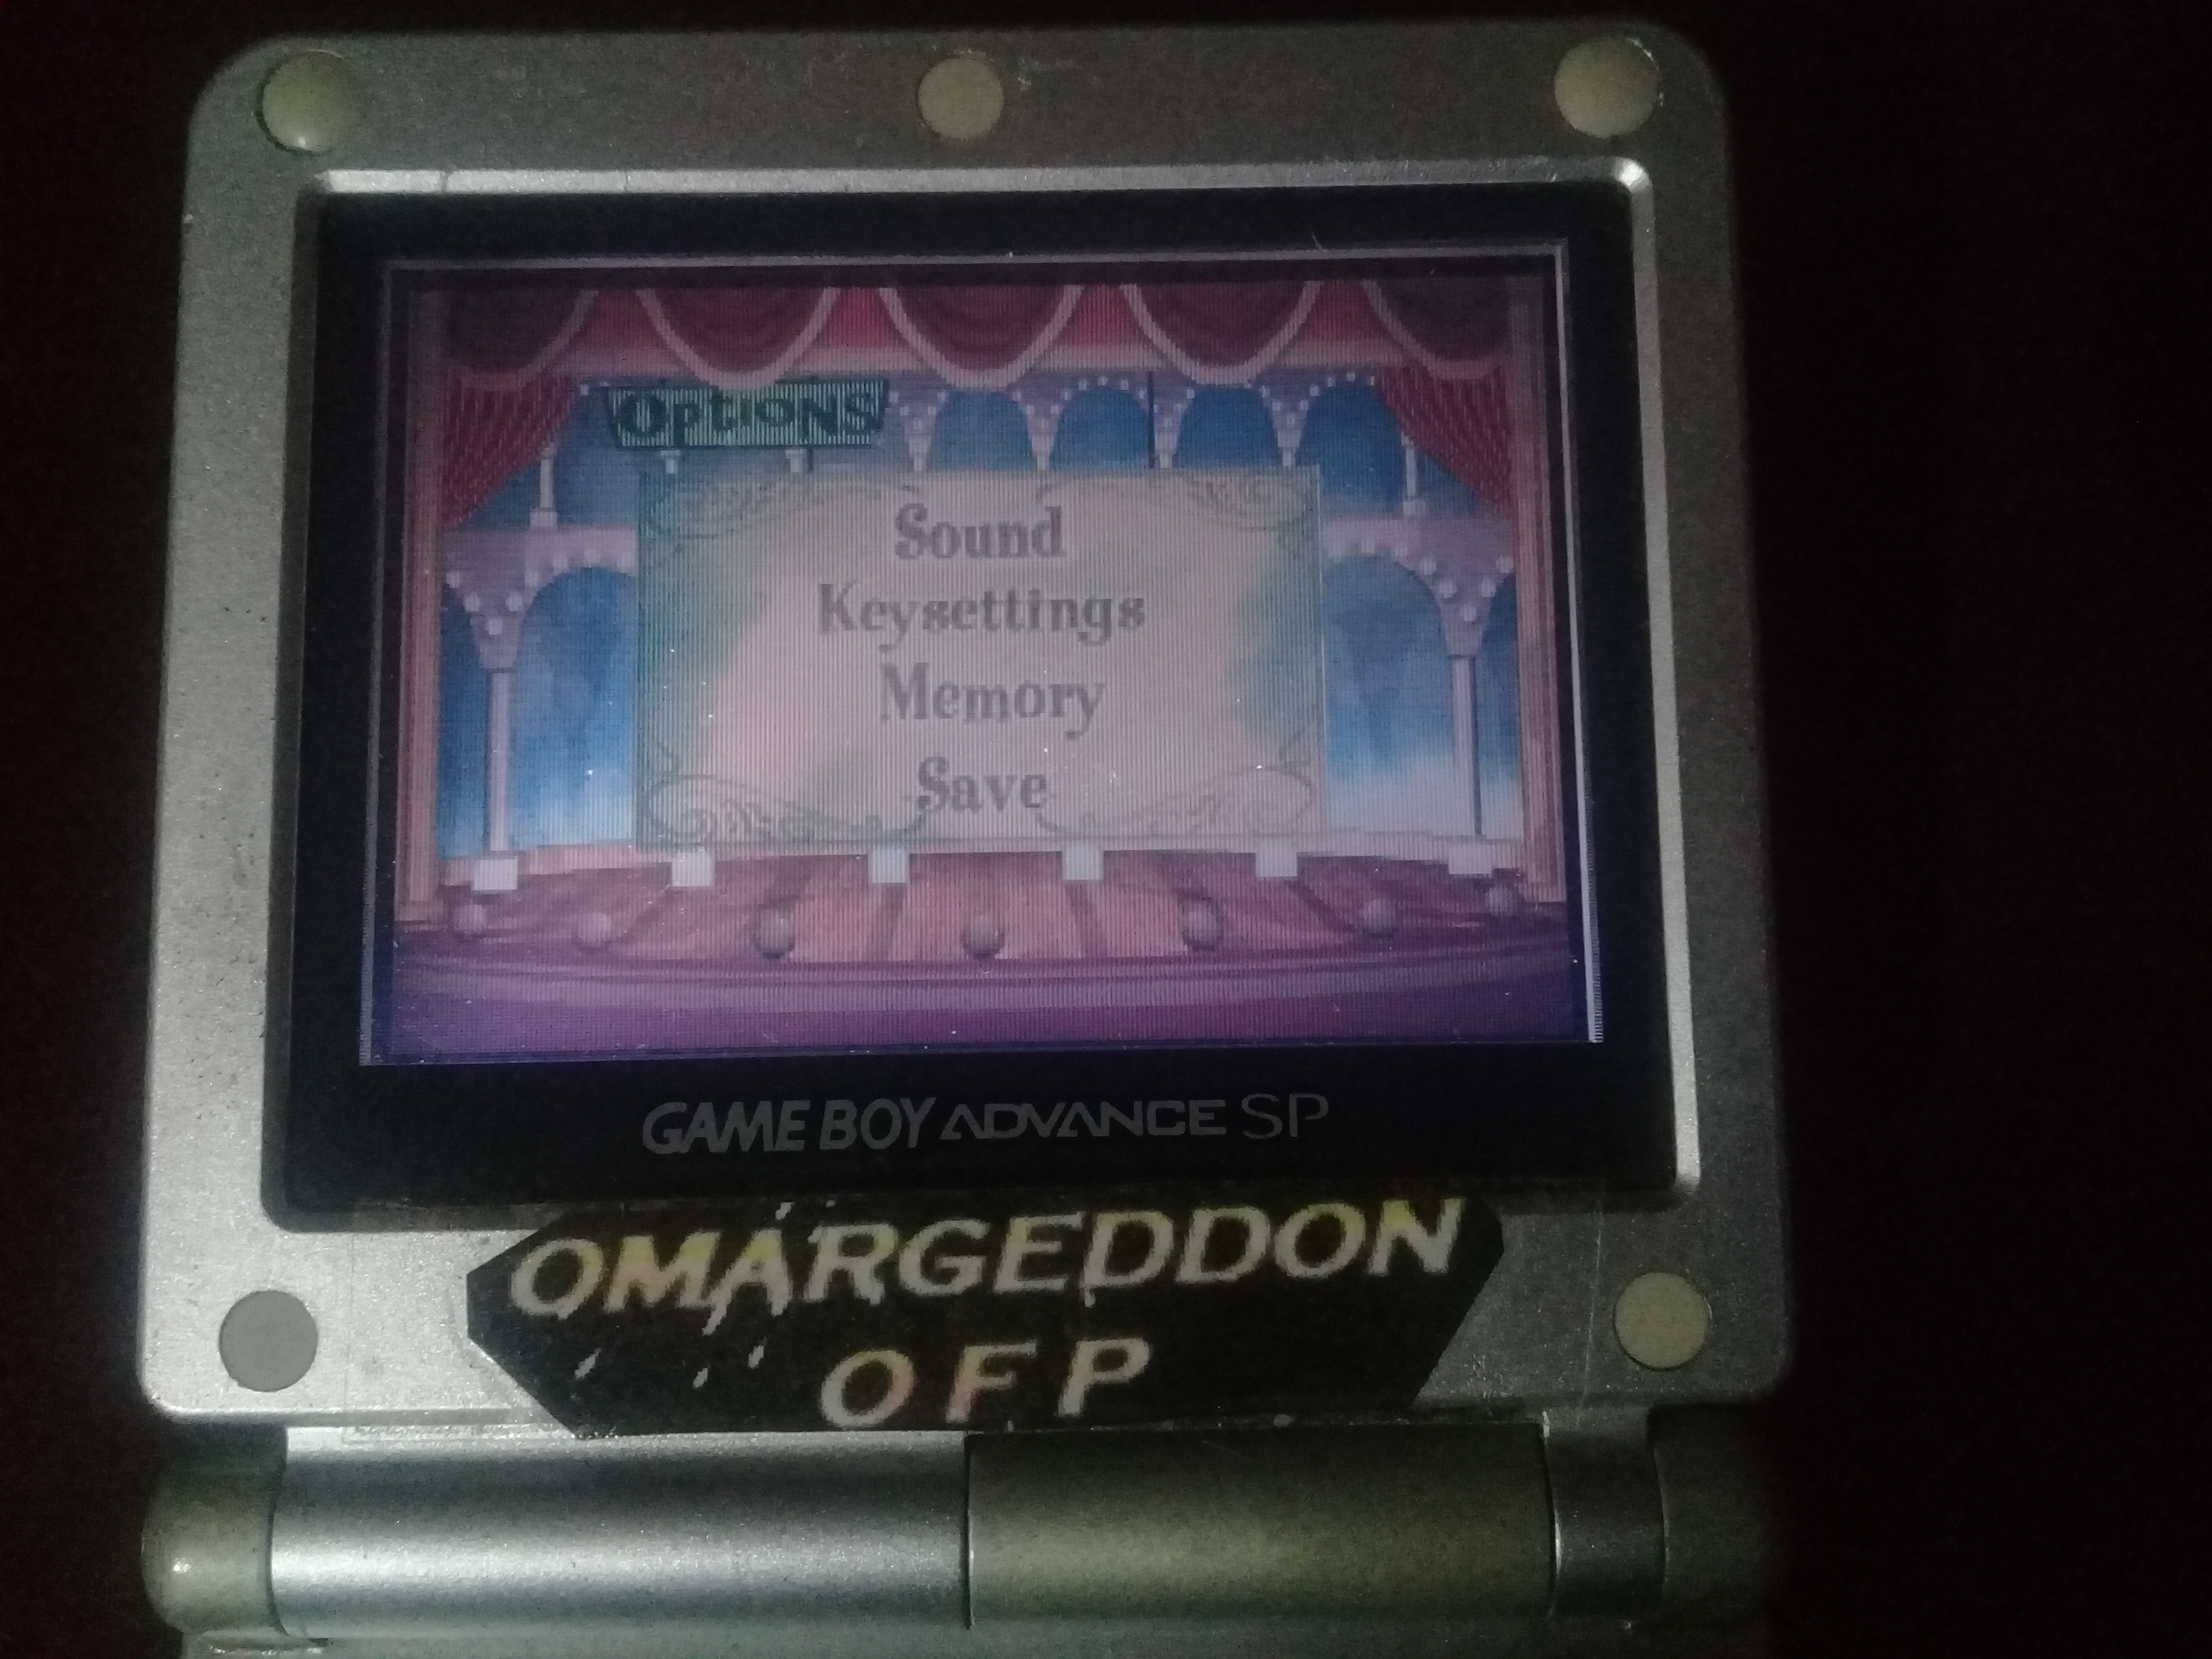 OptioNS
Sound
Keysettings
Memory
Save
GAME BOY ADVANCE SP
OMARGEDDON
OFP